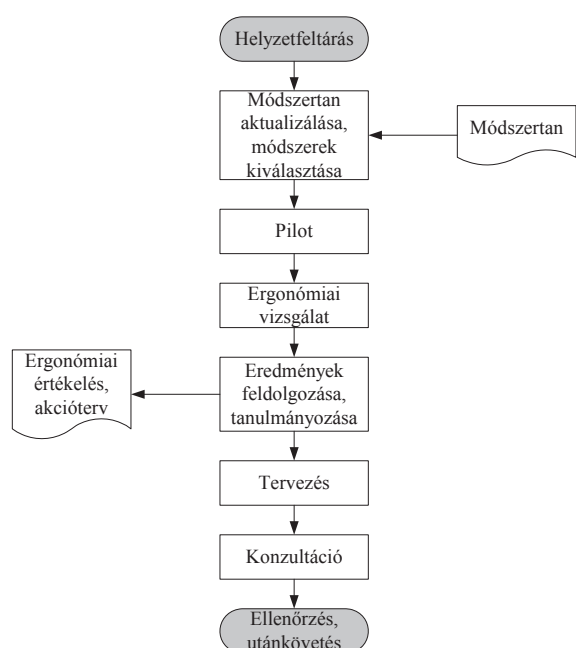 Helyzetfeltárás
Módszertan
aktualizálása,
módszerek
kiválasztása
Módszertan
Pilot
Ergonómiai
vizsgálat
Ergonómiai
értékelés,
akcióterv
Eredmények
feldolgozása,
tanulmányozása
Tervezés
Konzultáció
Ellenőrzés,
utánkövetés